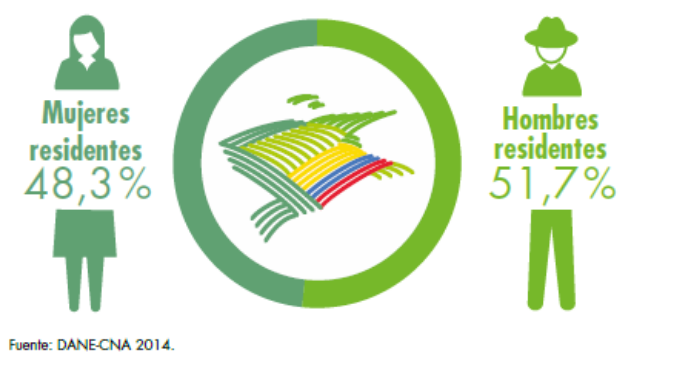 Mujeres
residentes
48,3%
Hombres
residentes
51,7%
Fuente: DANE-CNA 2014.